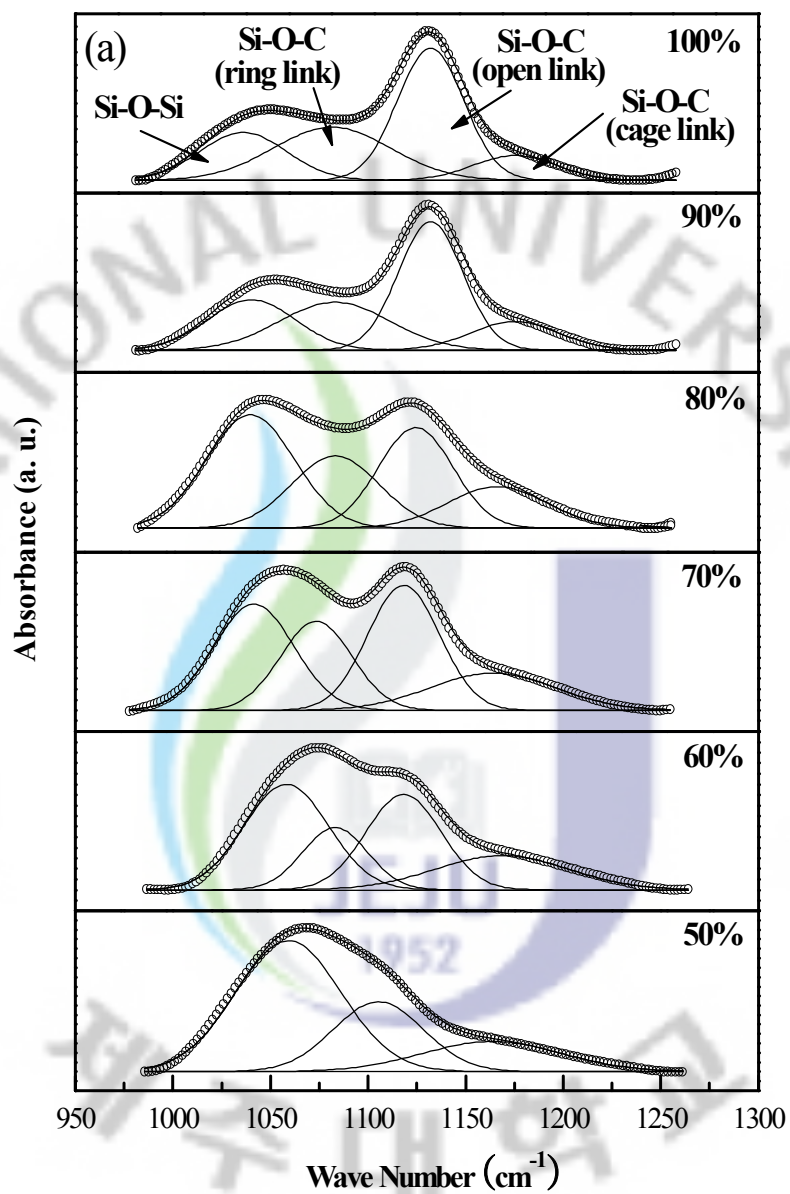 (a)
Si-O-C
(ring link)
Si-O-C
(open link)
100%
Si-O-Si
Si-O-C
(cage link)
90%
80%
70%
60%
50%
Absorbance (a. u.)
950 1000 1050 1100 1150 1200 1250 1300
Wave Number (cm⁻¹)
JEJU
1952